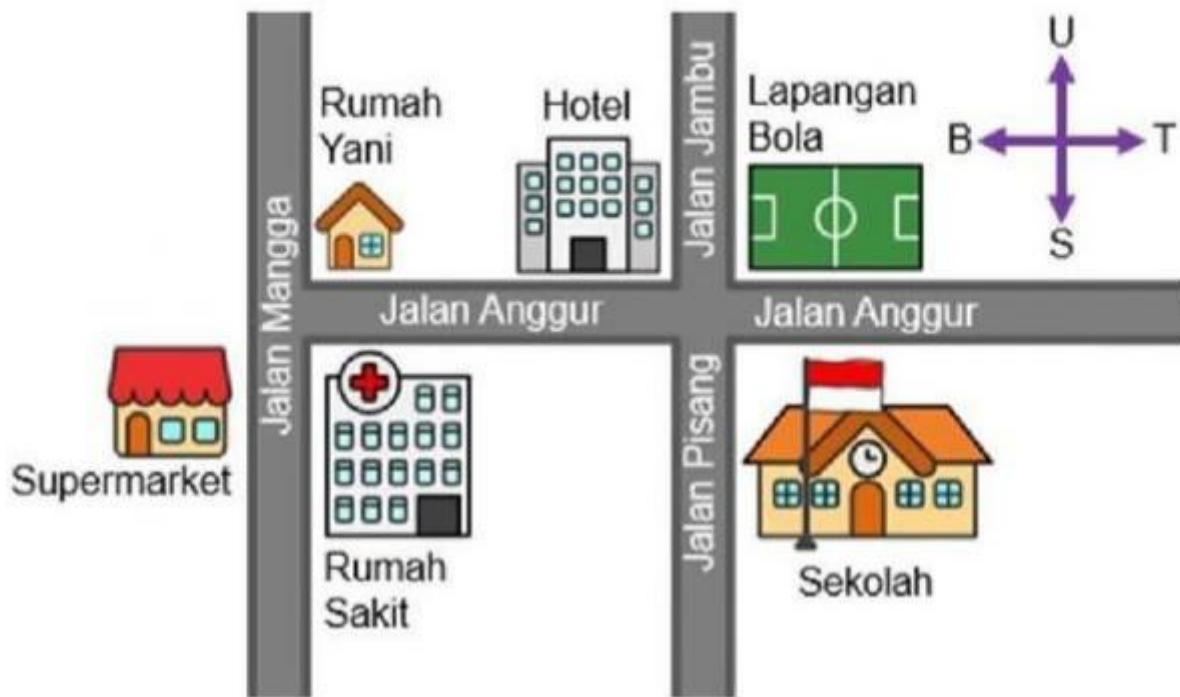 U
B
T
S
Rumah
Yani
Hotel
Jalan Jambu
Lapangan
Bola
Jalan Mangga
Jalan Anggur
Jalan Anggur
Supermarket
Rumah
Sakit
Jalan Pisang
Sekolah